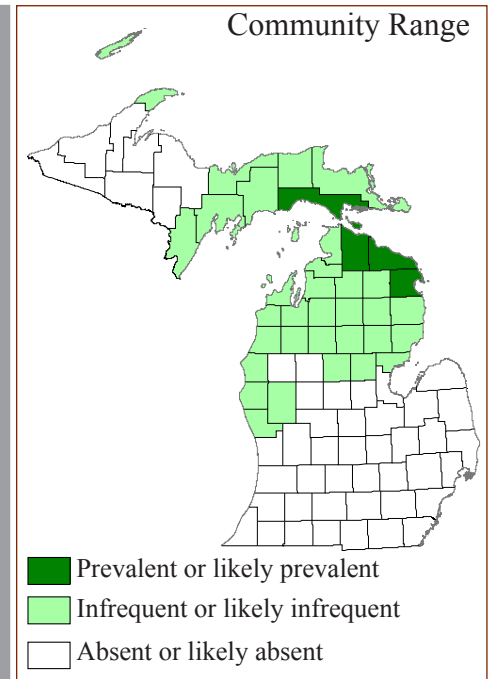 Community Range
Prevalent or likely prevalent
Infrequent or likely infrequent
Absent or likely absent